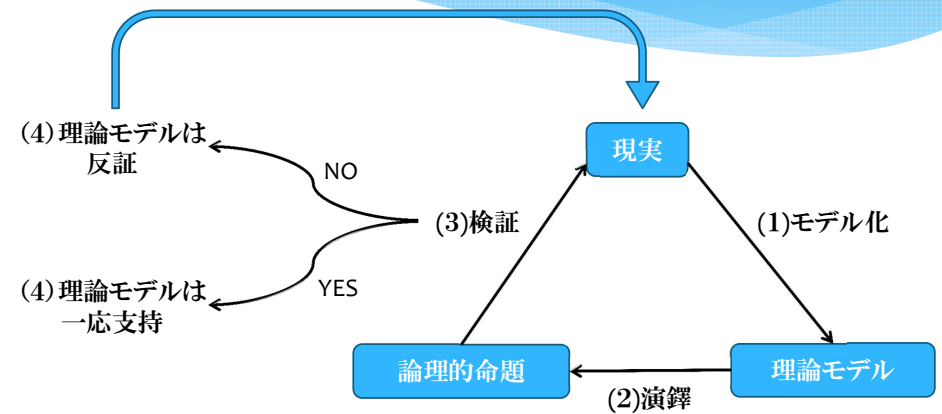 現実
(4)理論モデルは
反証
NO
(3)検証
(1)モデル化
YES
(4)理論モデルは
一応支持
論理的命題
理論モデル
(2)演鐸